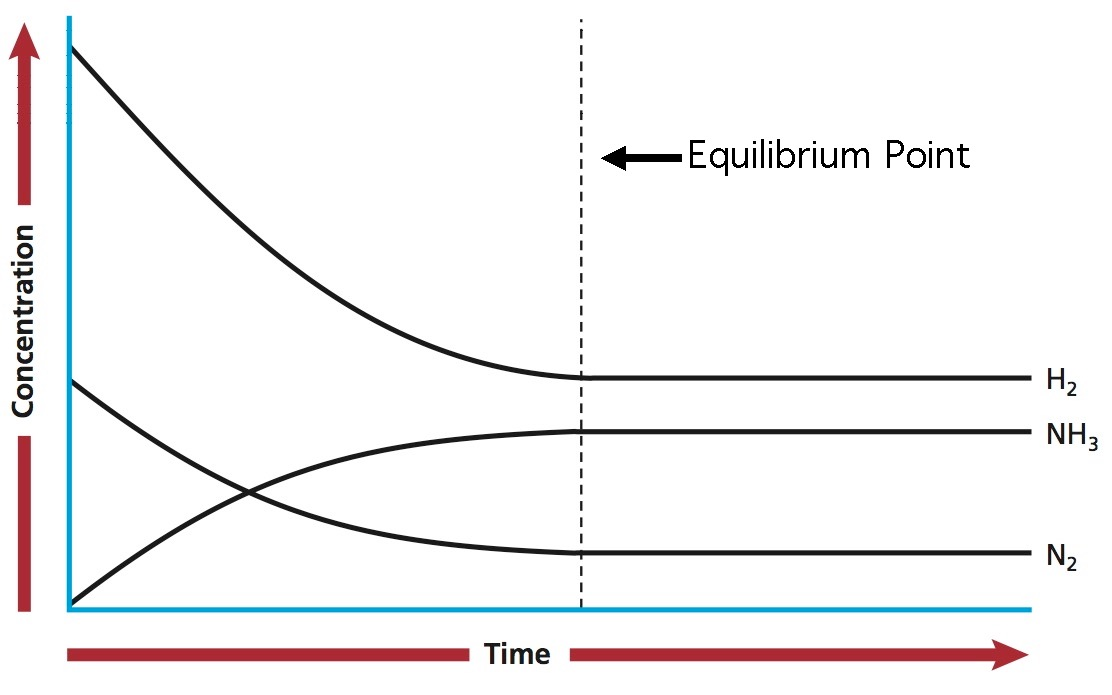 Equilibrium Point
Concentration
H₂
NH₃
N₂
Time